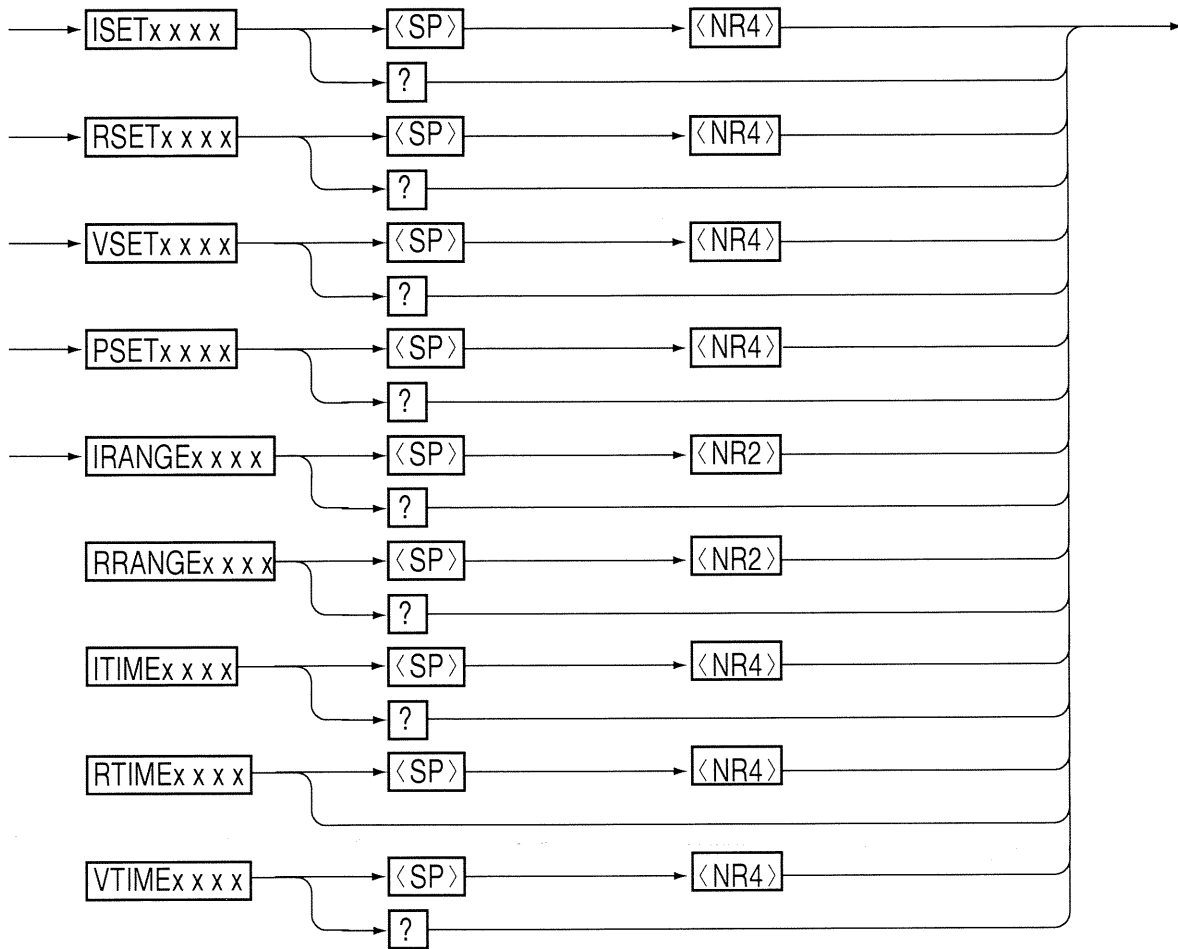 ISETx x x x 〈SP〉 〈NR4〉
?
RSETx x x x 〈SP〉 〈NR4〉
?
VSETx x x x 〈SP〉 〈NR4〉
?
PSETx x x x 〈SP〉 〈NR4〉
?
IRANGEx x x x 〈SP〉 〈NR2〉
?
RRANGEx x x x 〈SP〉 〈NR2〉
?
ITIMEx x x x 〈SP〉 〈NR4〉
?
RTIMEx x x x 〈SP〉 〈NR4〉
VTIMEx x x x 〈SP〉 〈NR4〉
?